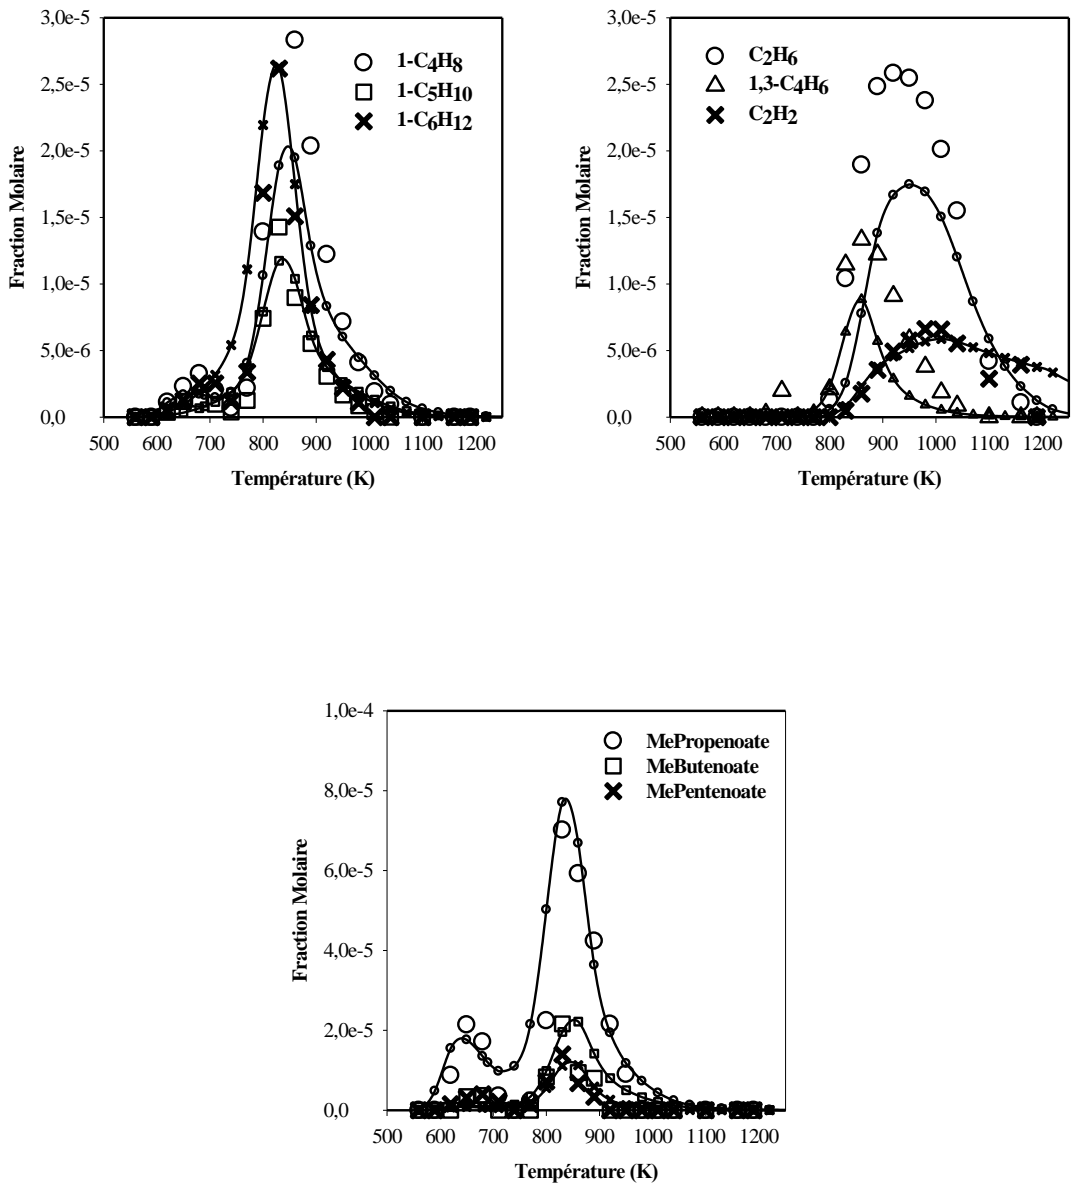 3,0e-5
2,5e-5
2,0e-5
1,5e-5
1,0e-5
5,0e-6
0,0
Fraction Molaire
1-C4H8
1-C5H10
1-C6H12
500 600 700 800 900 1000 1100 1200
Température (K)
3,0e-5
2,5e-5
2,0e-5
1,5e-5
1,0e-5
5,0e-6
0,0
Fraction Molaire
C2H6
1,3-C4H6
C2H2
500 600 700 800 900 1000 1100 1200
Température (K)
1,0e-4
8,0e-5
6,0e-5
4,0e-5
2,0e-5
0,0
Fraction Molaire
MePropenoate
MeButenoate
MePentenoate
500 600 700 800 900 1000 1100 1200
Température (K)